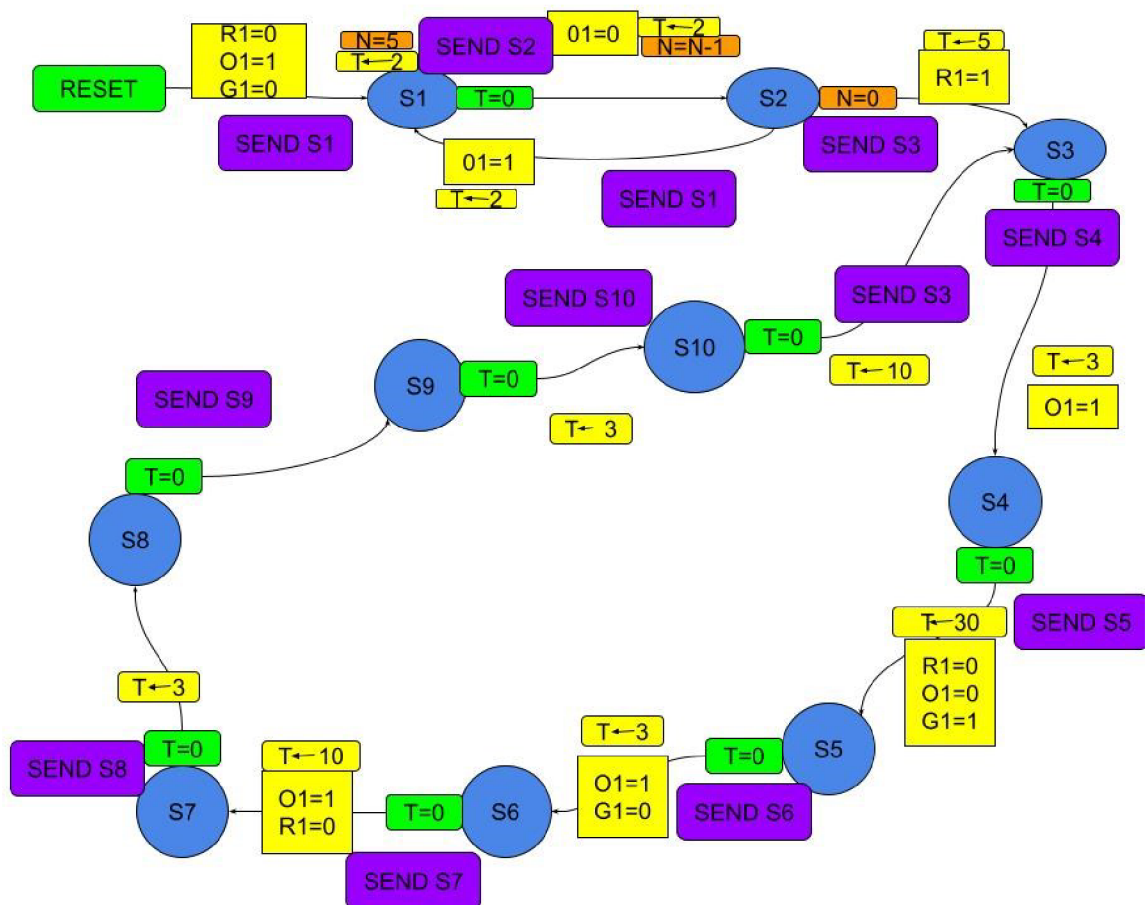 RESET
R1=0
O1=1
G1=0
SEND S1
N=5
T←2
S1
T=0
SEND S2
01=0
T←2
N=N-1
S2
N=0
SEND S3
T←5
R1=1
01=1
T←2
SEND S1
S3
T=0
SEND S4
T←3
O1=1
S4
T=0
SEND S5
T←30
R1=0
O1=0
G1=1
S5
T=0
SEND S6
T←3
O1=1
G1=0
S6
T=0
SEND S7
T←10
O1=1
R1=0
S7
T=0
SEND S8
T←3
S8
T=0
SEND S9
S9
T=0
T← 3
SEND S10
S10
T=0
T←10
SEND S3